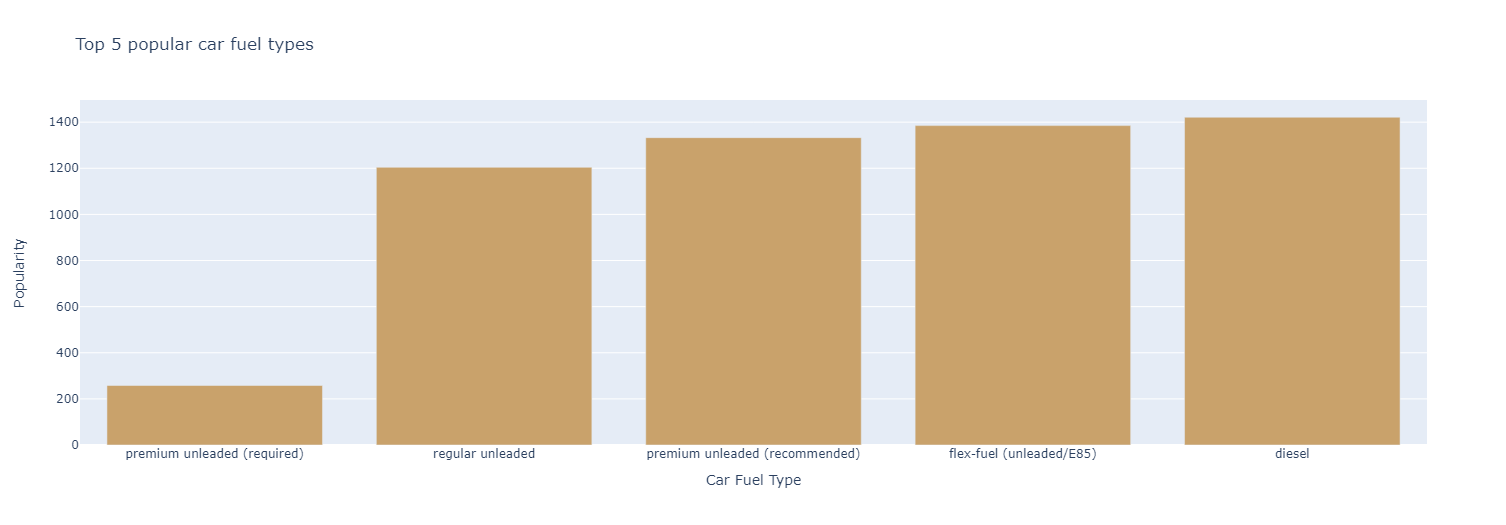 Top 5 popular car fuel types
Popularity
1400
1200
1000
800
600
400
200
0
premium unleaded (required)
regular unleaded
premium unleaded (recommended)
flex-fuel (unleaded/E85)
diesel
Car Fuel Type